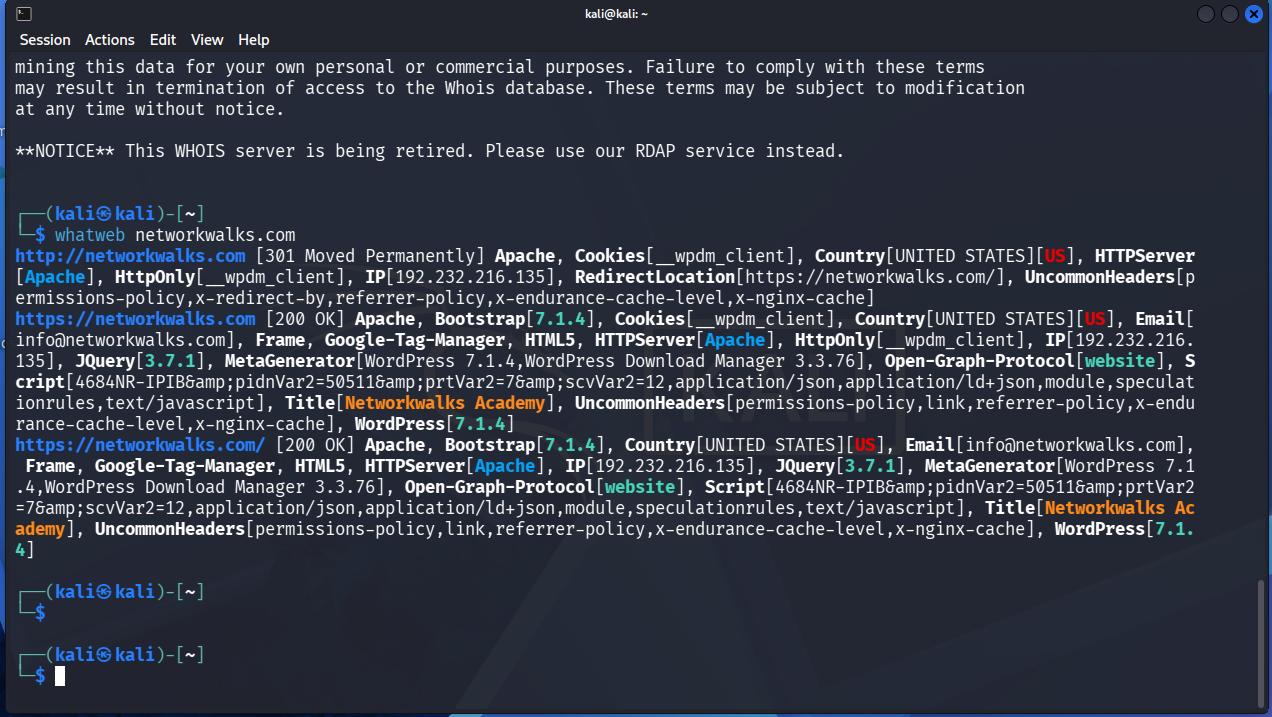 kali@kali: ~
Session Actions Edit View Help
mining this data for your own personal or commercial purposes. Failure to comply with these terms
may result in termination of access to the Whois database. These terms may be subject to modification
at any time without notice.
**NOTICE** This WHOIS server is being retired. Please use our RDAP service instead.
┌──(kali㉿kali)-[~]
└─$ whatweb networkwalks.com
http://networkwalks.com [301 Moved Permanently] Apache, Cookies[__wpdm_client], Country[UNITED STATES][US], HTTPServer
[Apache], HttpOnly[__wpdm_client], IP[192.232.216.135], RedirectLocation[https://networkwalks.com/], UncommonHeaders[p
ermissions-policy,x-redirect-by,referrer-policy,x-endurance-cache-level,x-nginx-cache]
https://networkwalks.com [200 OK] Apache, Bootstrap[7.1.4], Cookies[__wpdm_client], Country[UNITED STATES][US], Email[
info@networkwalks.com], Frame, Google-Tag-Manager, HTML5, HTTPServer[Apache], HttpOnly[__wpdm_client], IP[192.232.216.
135], JQuery[3.7.1], MetaGenerator[WordPress 7.1.4,WordPress Download Manager 3.3.76], Open-Graph-Protocol[website], S
cript[4684NR-IPIB&amp;pidnVar2=50511&amp;prtVar2=7&amp;scvVar2=12,application/json,application/ld+json,module,speculat
ionrules,text/javascript], Title[Networkwalks Academy], UncommonHeaders[permissions-policy,link,referrer-policy,x-endu
rance-cache-level,x-nginx-cache], WordPress[7.1.4]
https://networkwalks.com/ [200 OK] Apache, Bootstrap[7.1.4], Country[UNITED STATES][US], Email[info@networkwalks.com],
Frame, Google-Tag-Manager, HTML5, HTTPServer[Apache], IP[192.232.216.135], JQuery[3.7.1], MetaGenerator[WordPress 7.1
.4,WordPress Download Manager 3.3.76], Open-Graph-Protocol[website], Script[4684NR-IPIB&amp;pidnVar2=50511&amp;prtVar2
=7&amp;scvVar2=12,application/json,application/ld+json,module,speculationrules,text/javascript], Title[Networkwalks Ac
ademy], UncommonHeaders[permissions-policy,link,referrer-policy,x-endurance-cache-level,x-nginx-cache], WordPress[7.1.
4]
┌──(kali㉿kali)-[~]
└─$
┌──(kali㉿kali)-[~]
└─$